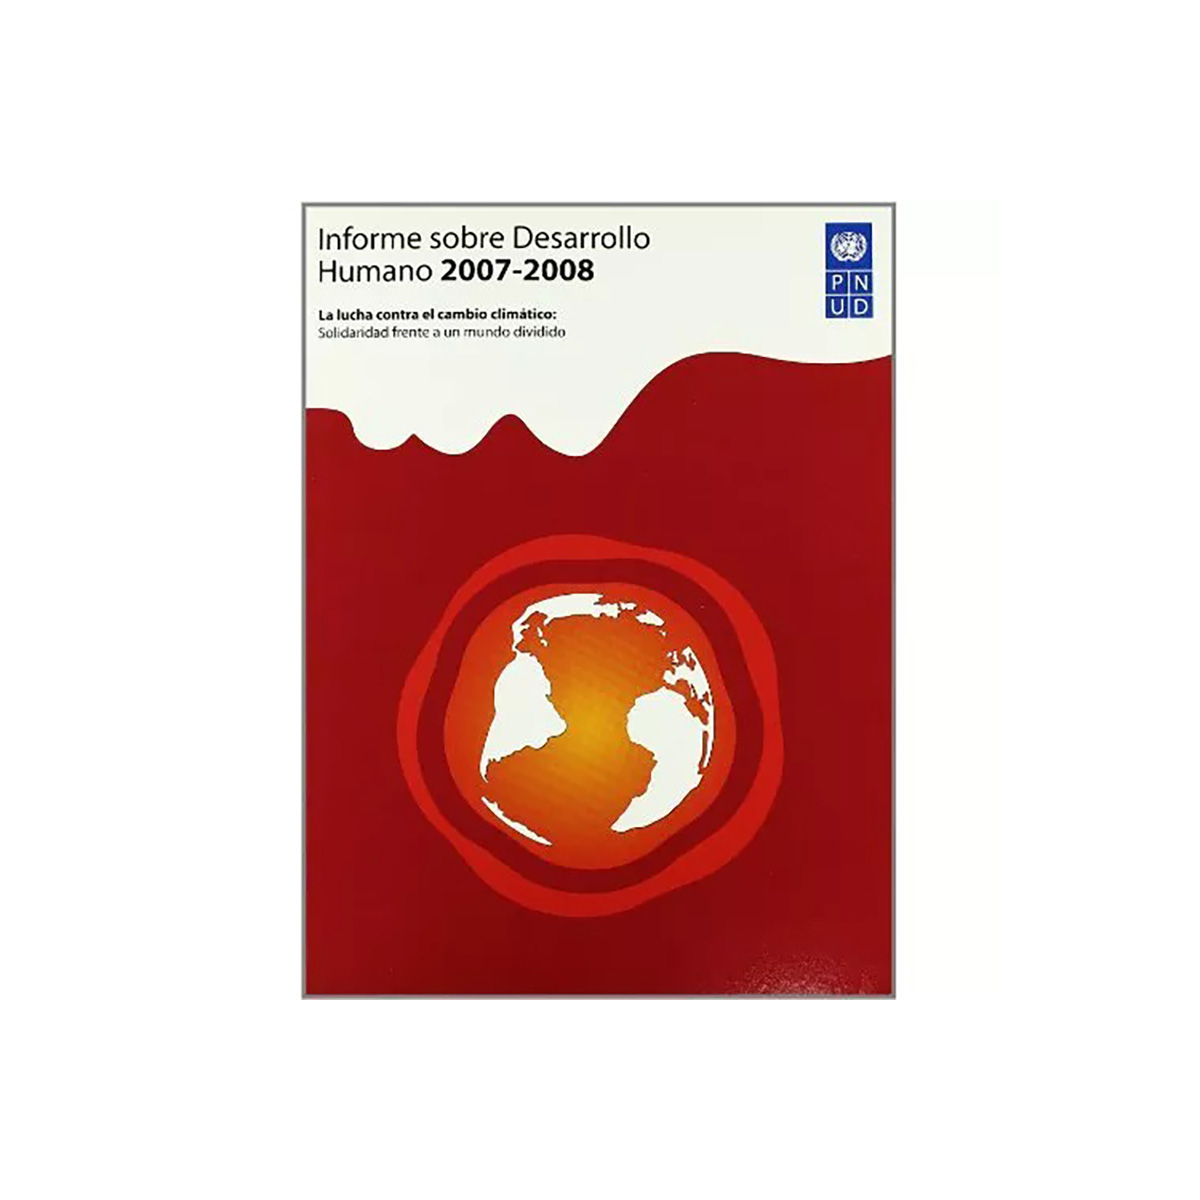 Informe sobre Desarrollo
Humano 2007-2008
La lucha contra el cambio climático:
Solidaridad frente a un mundo dividido
P N
U D